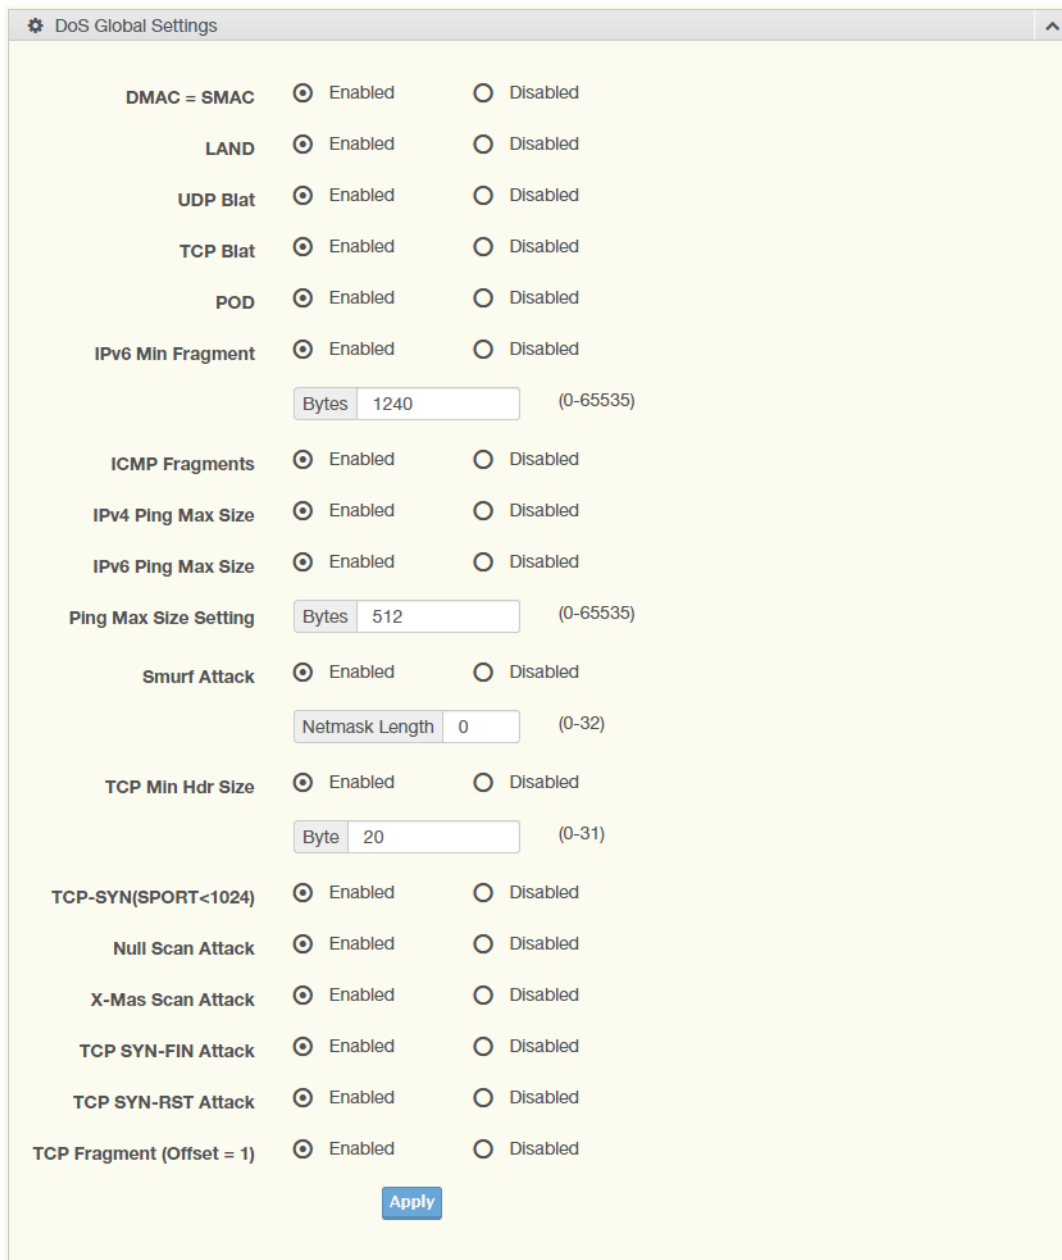 DoS Global Settings
DMAC = SMAC Enabled Disabled
LAND Enabled Disabled
UDP Blat Enabled Disabled
TCP Blat Enabled Disabled
POD Enabled Disabled
IPv6 Min Fragment Enabled Disabled
Bytes 1240 (0-65535)
ICMP Fragments Enabled Disabled
IPv4 Ping Max Size Enabled Disabled
IPv6 Ping Max Size Enabled Disabled
Ping Max Size Setting Bytes 512 (0-65535)
Smurf Attack Enabled Disabled
Netmask Length 0 (0-32)
TCP Min Hdr Size Enabled Disabled
Byte 20 (0-31)
TCP-SYN(SPORT<1024) Enabled Disabled
Null Scan Attack Enabled Disabled
X-Mas Scan Attack Enabled Disabled
TCP SYN-FIN Attack Enabled Disabled
TCP SYN-RST Attack Enabled Disabled
TCP Fragment (Offset = 1) Enabled Disabled
Apply